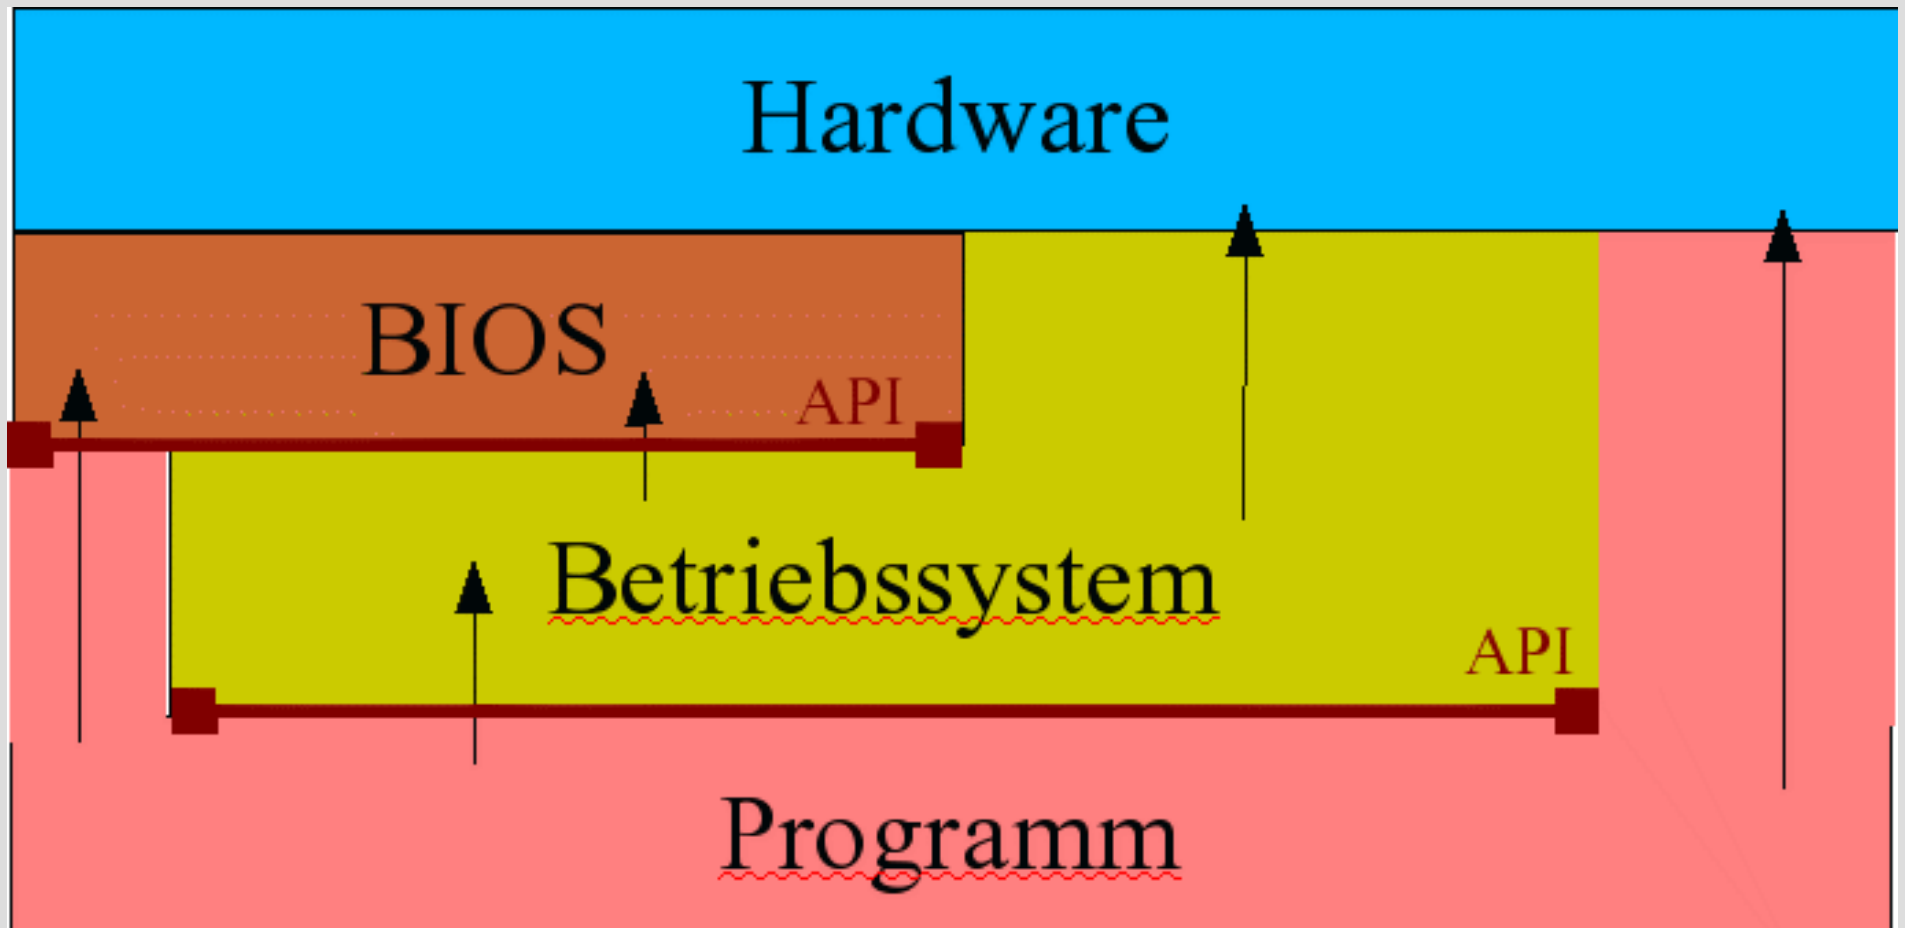 Hardware
BIOS
API
Betriebssystem
API
Programm